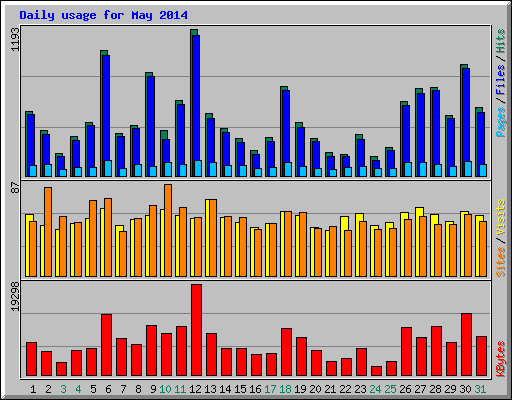 Daily usage for May 2014
1193
Pages / Files / Hits
87
Sites / Visits
19298
KBytes
1 2 3 4 5 6 7 8 9 10 11 12 13 14 15 16 17 18 19 20 21 22 23 24 25 26 27 28 29 30 31